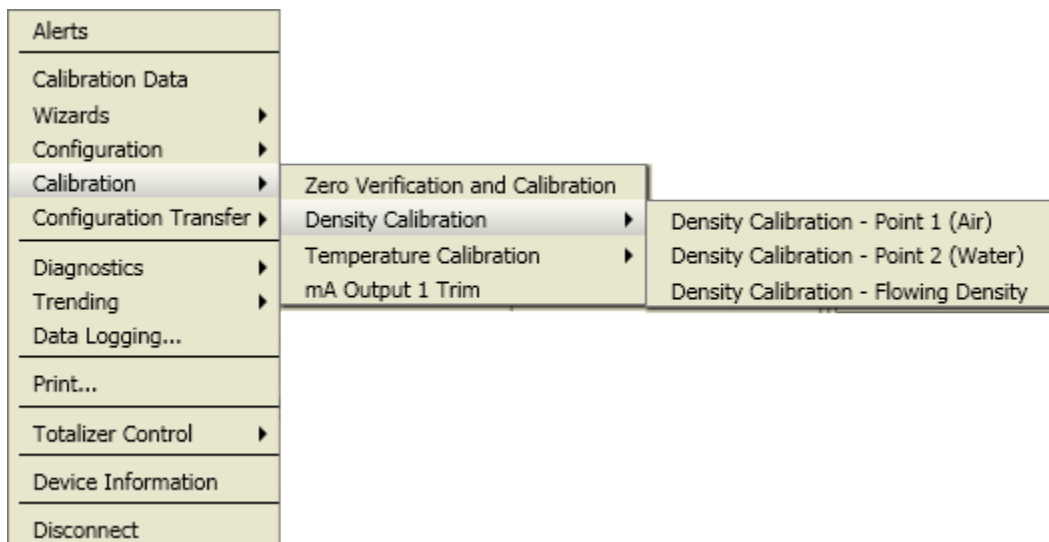 Alerts
Calibration Data
Wizards
Configuration
Calibration
Configuration Transfer
Diagnostics
Trending
Data Logging...
Print...
Totalizer Control
Device Information
Disconnect
Zero Verification and Calibration
Density Calibration
Temperature Calibration
mA Output 1 Trim
Density Calibration - Point 1 (Air)
Density Calibration - Point 2 (Water)
Density Calibration - Flowing Density